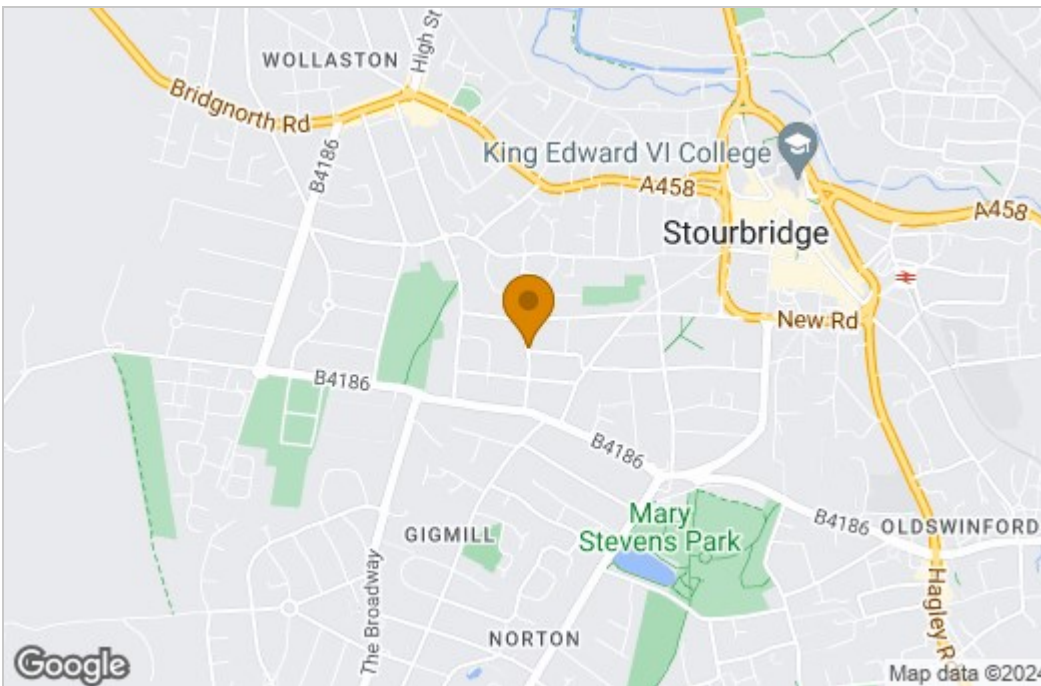 WOLLASTON
High St
Bridgnorth Rd
B4186
King Edward VI College
A458
A458
Stourbridge
New Rd
B4186
B4186
Mary
Stevens Park
B4186
OLDSWINFORD
GIGMILL
The Broadway
Hagley Rd
NORTON
Google
Map data ©2024